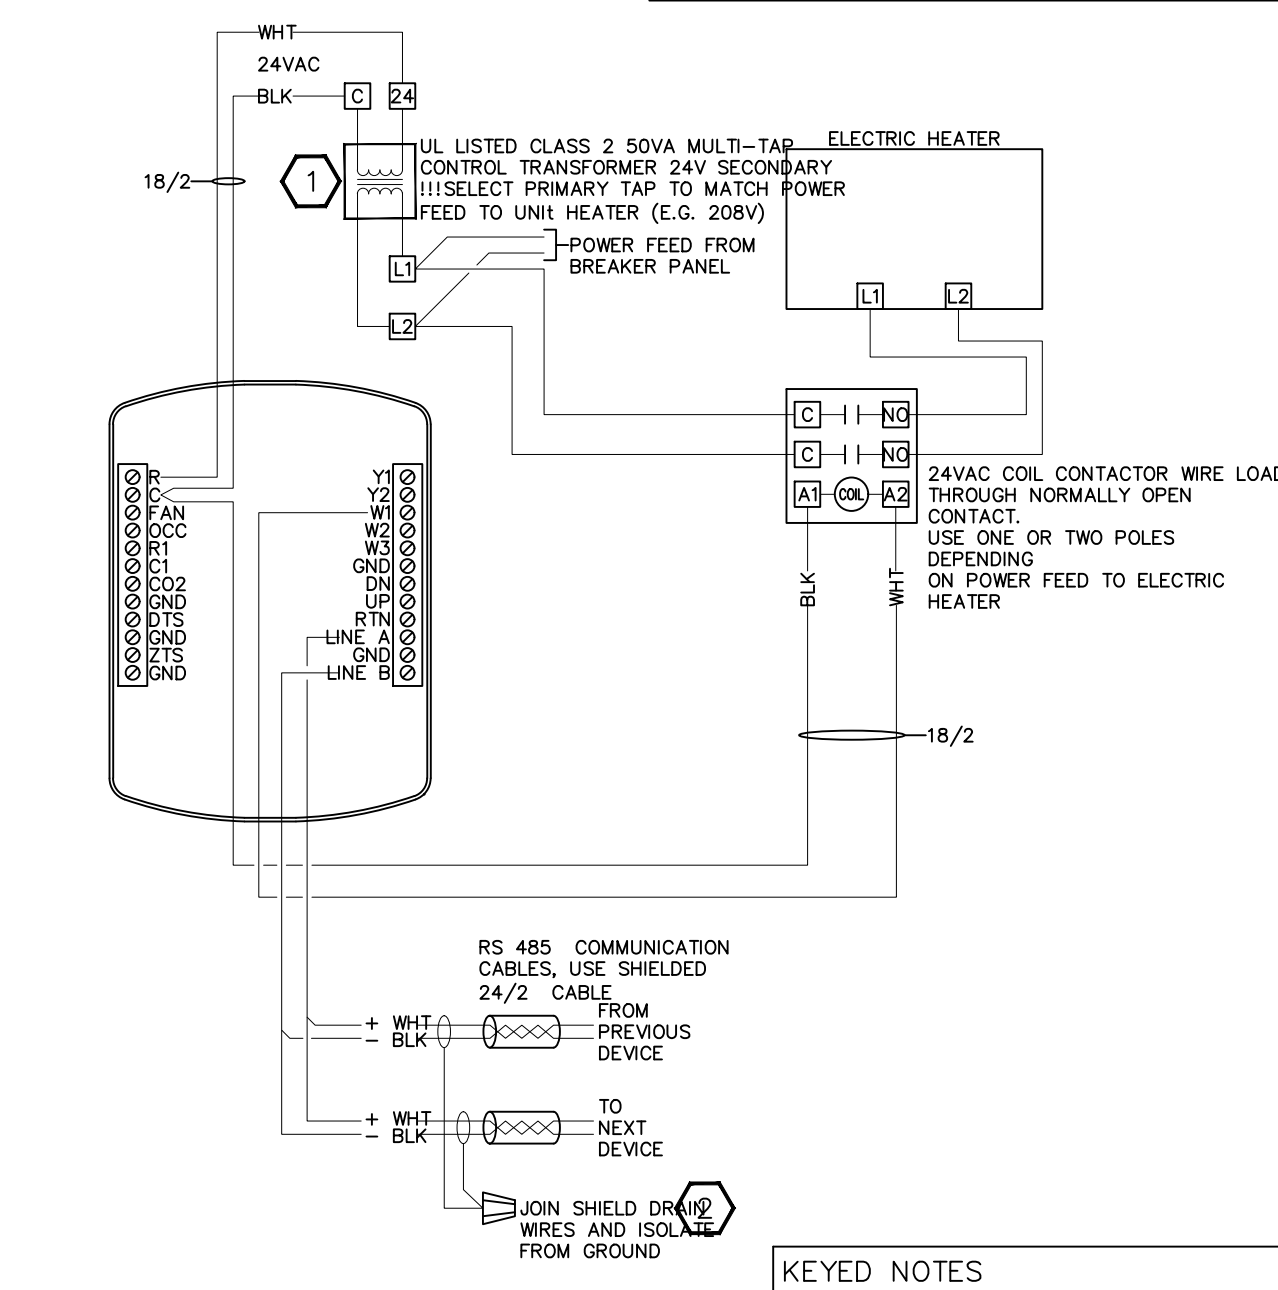 WHT
24VAC
BLK
C
24
18/2
1
UL LISTED CLASS 2 50VA MULTI-TAP
CONTROL TRANSFORMER 24V SECONDARY
!!!SELECT PRIMARY TAP TO MATCH POWER
FEED TO UNIt HEATER (E.G. 208V)
POWER FEED FROM
BREAKER PANEL
L1
L2
ELECTRIC HEATER
L1
L2
C
NO
C
NO
A1
COIL
A2
24VAC COIL CONTACTOR WIRE LOAD
THROUGH NORMALLY OPEN
CONTACT.
USE ONE OR TWO POLES
DEPENDING
ON POWER FEED TO ELECTRIC
HEATER
BLK
WHT
18/2
R
C
FAN
OCC
R1
C1
CO2
GND
DTS
GND
ZTS
GND
Y1
Y2
W1
W2
W3
GND
DN
UP
RTN
LINE A
GND
LINE B
RS 485 COMMUNICATION
CABLES, USE SHIELDED
24/2 CABLE
+ WHT
- BLK
FROM
PREVIOUS
DEVICE
+ WHT
- BLK
TO
NEXT
DEVICE
JOIN SHIELD DRAIN
WIRES AND ISOLATE
FROM GROUND
2
KEYED NOTES